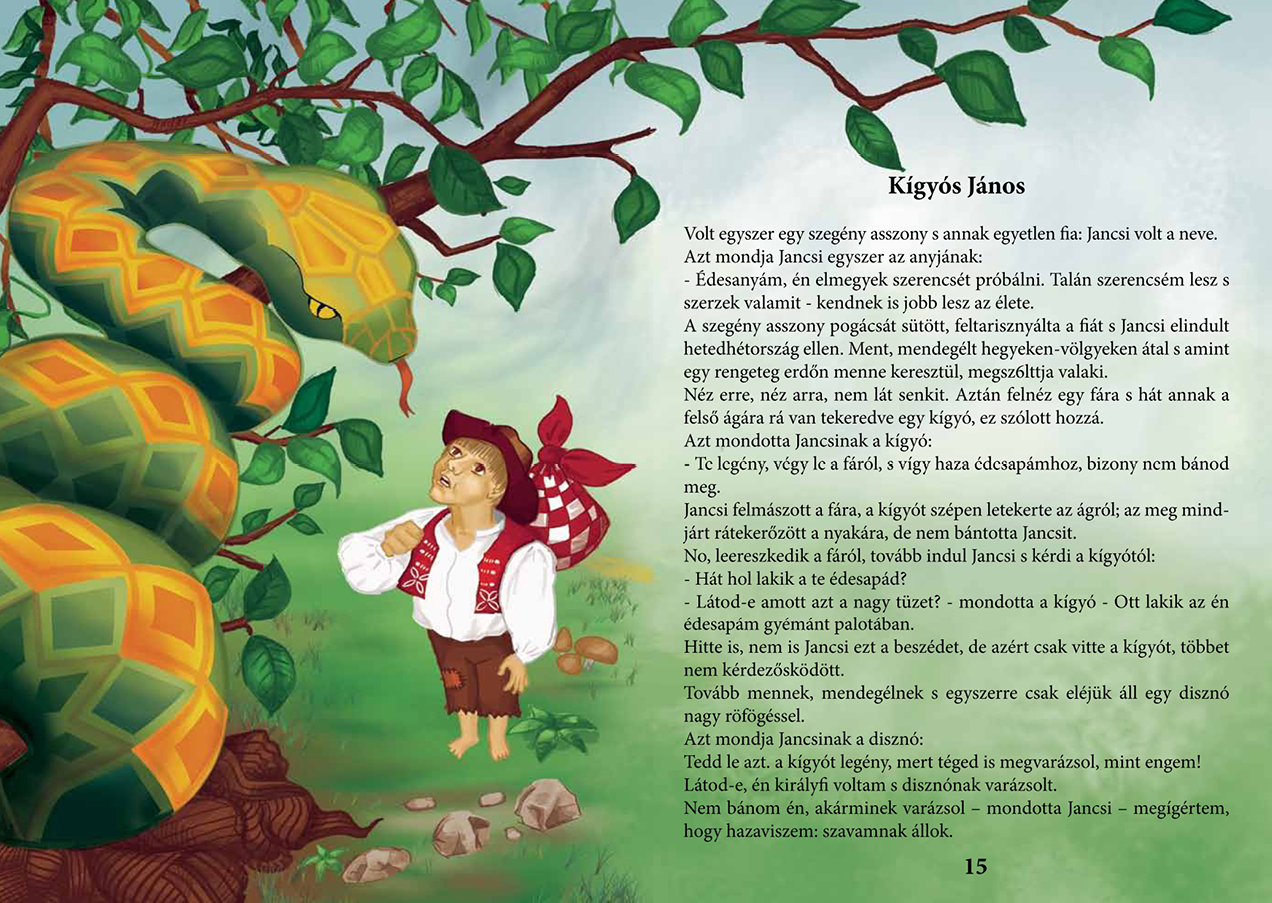 Kígyós János
Volt egyszer egy szegény asszony s annak egyetlen fia: Jancsi volt a neve.
Azt mondja Jancsi egyszer az anyjának:
- Édesanyám, én elmegyek szerencsét próbálni. Talán szerencsém lesz s
szerzek valamit - kendnek is jobb lesz az élete.
A szegény asszony pogácsát sütött, feltarisznyálta a fiát s Jancsi elindult
hetedhétország ellen. Ment, mendegélt hegyeken-völgyeken átal s amint
egy rengeteg erdőn menne keresztül, megsz6lttja valaki.
Néz erre, néz arra, nem lát senkit. Aztán felnéz egy fára s hát annak a
felső ágára rá van tekeredve egy kígyó, ez szólott hozzá.
Azt mondotta Jancsinak a kígyó:
- Tc lcgény, végy lc a fáról, s vígy haza édcsapámhoz, bizony ncm bánod
meg.
Jancsi felmászott a fára, a kígyót szépen letekerte az ágról; az meg mind-
járt rátekerőzött a nyakára, de nem bántotta Jancsit.
No, leereszkedik a fáról, tovább indul Jancsi s kérdi a kígyótól:
- Hát hol lakik a te édesapád?
- Látod-e amott azt a nagy tüzet? - mondotta a kígyó - Ott lakik az én
édesapám gyémánt palotában.
Hitte is, nem is Jancsi ezt a beszédet, de azért csak vitte a kígyót, többet
nem kérdezősködött.
Tovább mennek, mendegélnek s egyszerre csak eléjük áll egy disznó
nagy röfögéssel.
Azt mondja Jancsinak a disznó:
Tedd le azt. a kígyót legény, mert téged is megvarázsol, mint engem!
Látod-e, én királyfi voltam s disznónak varázsolt.
Nem bánom én, akárminek varázsol – mondotta Jancsi – megígértem,
hogy hazaviszem: szavamnak állok.
15